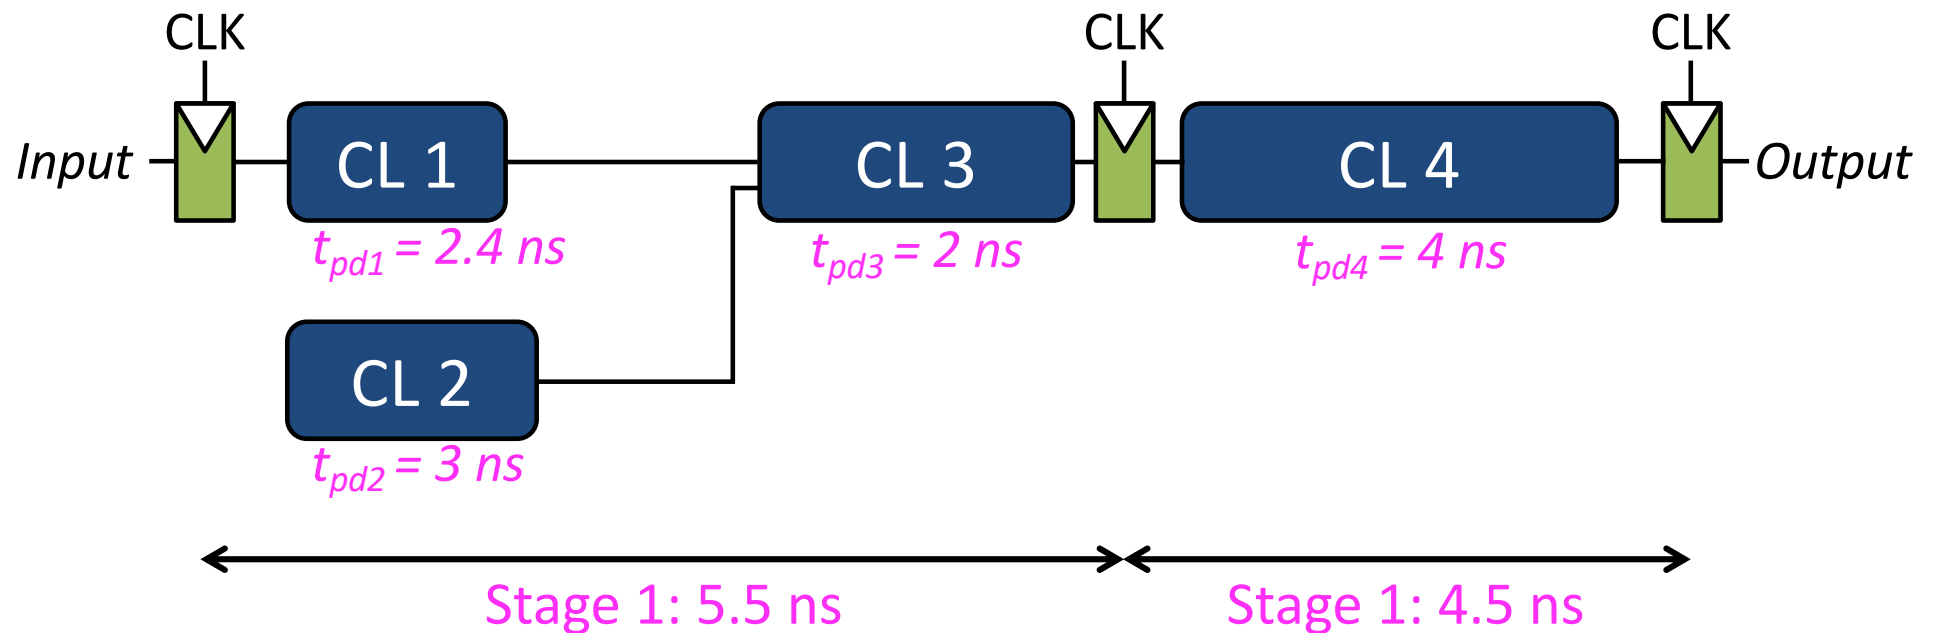 CLK CLK CLK
Input CL 1 CL 3 CL 4 Output
tpd1 = 2.4 ns tpd3 = 2 ns tpd4 = 4 ns
CL 2
tpd2 = 3 ns
Stage 1: 5.5 ns Stage 1: 4.5 ns